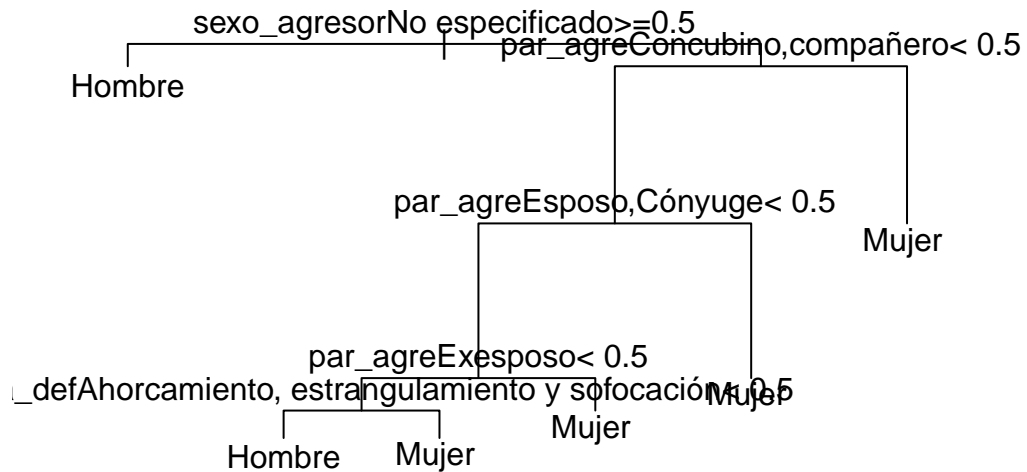 sexo_agresorNo especificado>=0.5
par_agreConcubino,compañero< 0.5
Hombre
par_agreEsposo,Cónyuge< 0.5
Mujer
par_agreExesposo< 0.5
_defAhorcamiento, estrangulamiento y sofocación< 0.5
Mujer
Mujer
Hombre
Mujer